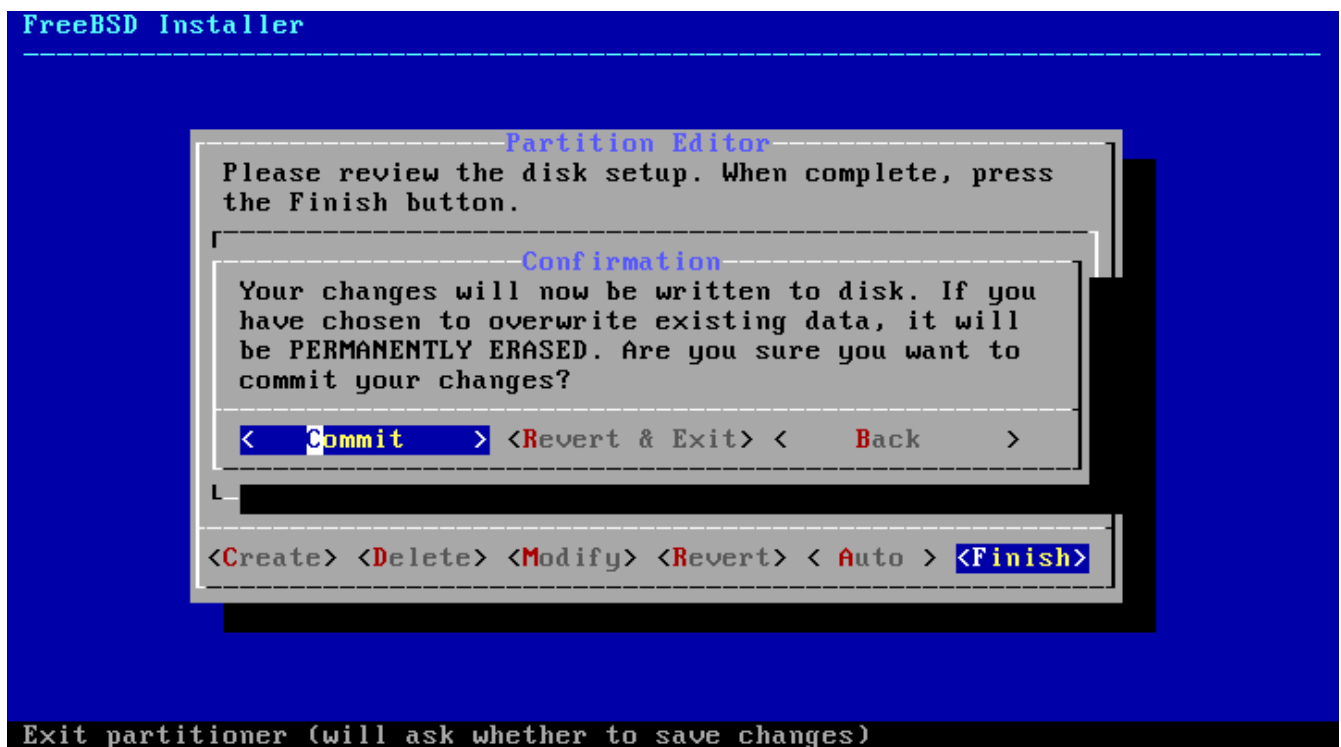 FreeBSD Installer
Partition Editor
Please review the disk setup. When complete, press
the Finish button.
Confirmation
Your changes will now be written to disk. If you
have chosen to overwrite existing data, it will
be PERMANENTLY ERASED. Are you sure you want to
commit your changes?
< Commit > <Revert & Exit> < Back >
<Create> <Delete> <Modify> <Revert> < Auto > <Finish>
Exit partitioner (will ask whether to save changes)